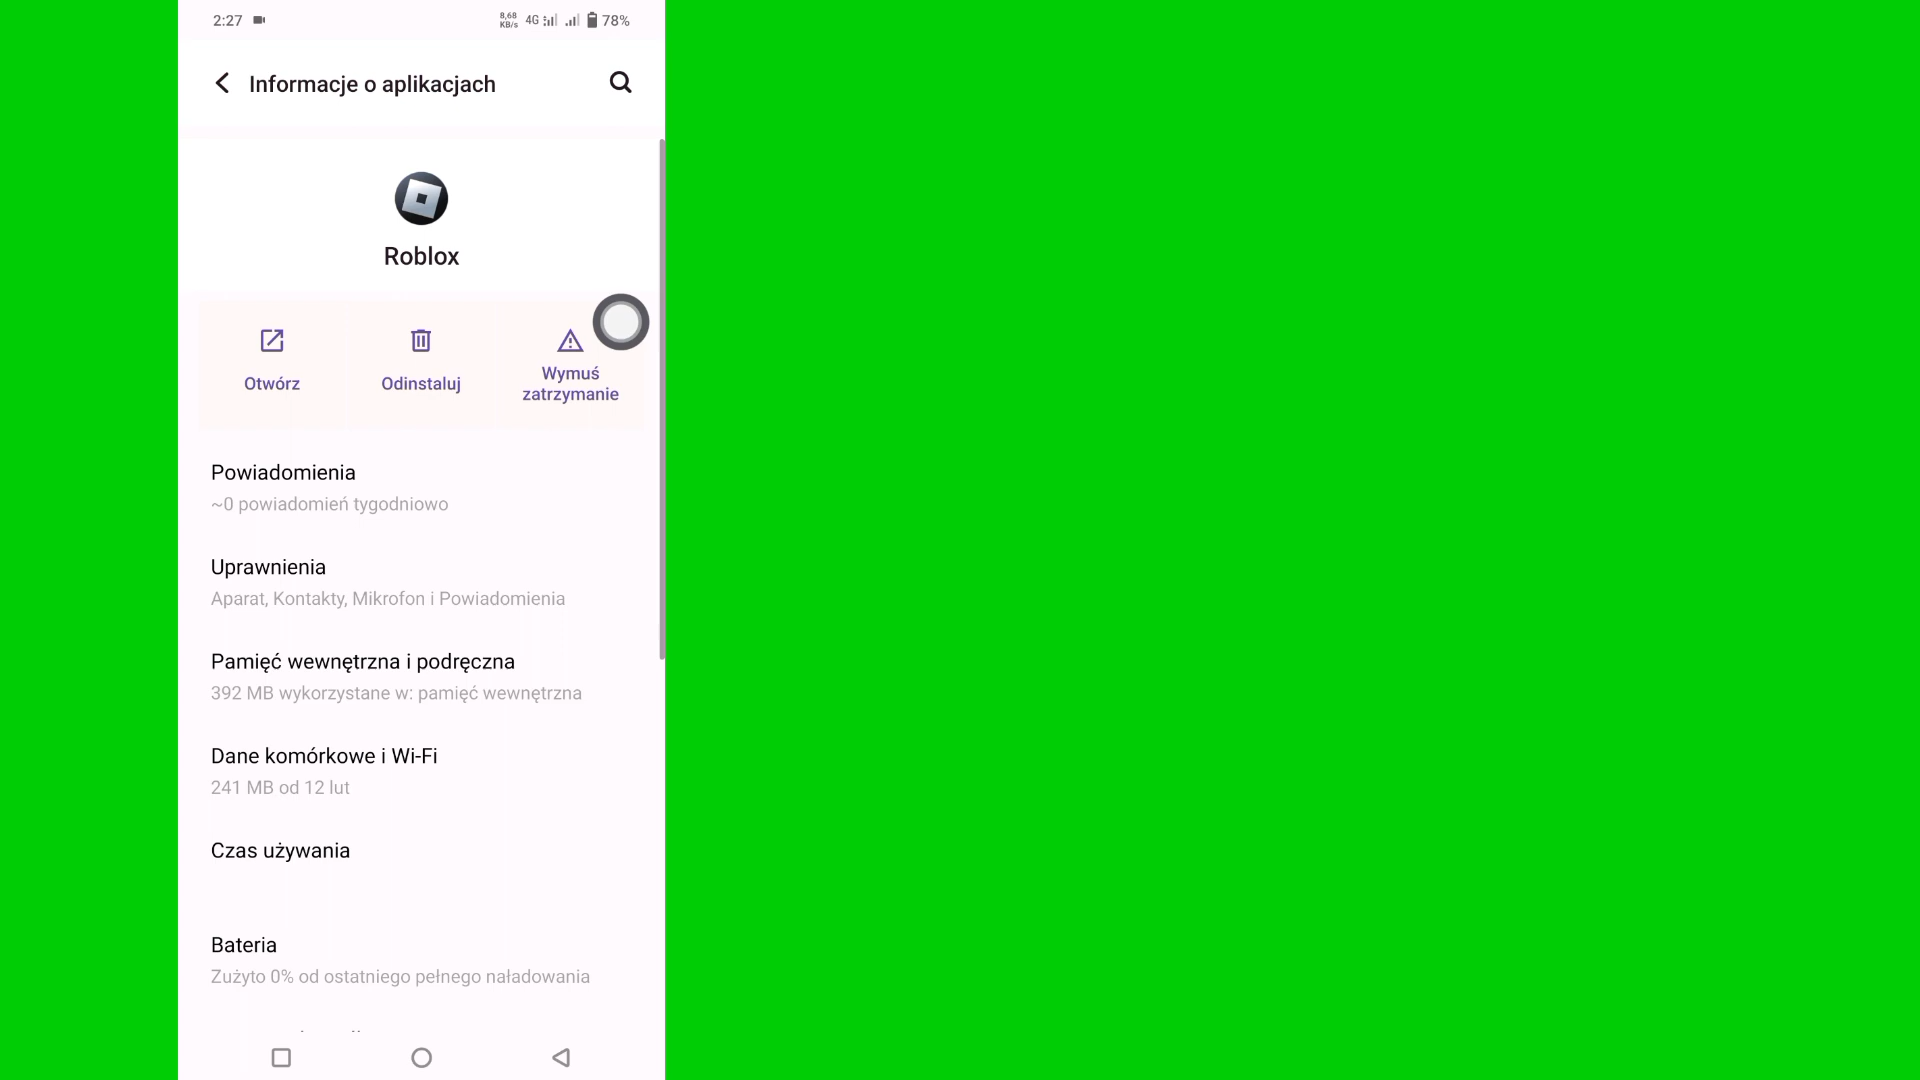 2:27
8,68
KB/s
4G
78%
Informacje o aplikacjach
Roblox
Otwórz
Odinstaluj
Wymuś
zatrzymanie
Powiadomienia
~0 powiadomień tygodniowo
Uprawnienia
Aparat, Kontakty, Mikrofon i Powiadomienia
Pamięć wewnętrzna i podręczna
392 MB wykorzystane w: pamięć wewnętrzna
Dane komórkowe i Wi-Fi
241 MB od 12 lut
Czas używania
Bateria
Zużyto 0% od ostatniego pełnego naładowania